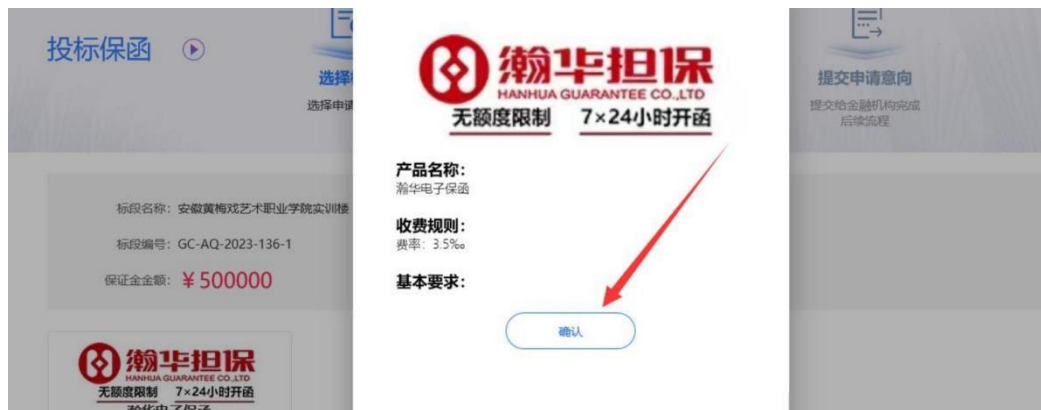 投标保函
选择
选择申请
提交申请意向
提交给金融机构完成
后续流程
瀚华担保
HANHUA GUARANTEE CO.,LTD
无额度限制 7×24小时开函
产品名称：
瀚华电子保函
收费规则：
费率：3.5‰
基本要求：
确认
标段名称：安徽黄梅戏艺术职业学院实训楼
标段编号：GC-AQ-2023-136-1
保证金金额：￥500000
瀚华担保
HANHUA GUARANTEE CO.,LTD
无额度限制 7×24小时开函
瀚华电子保函